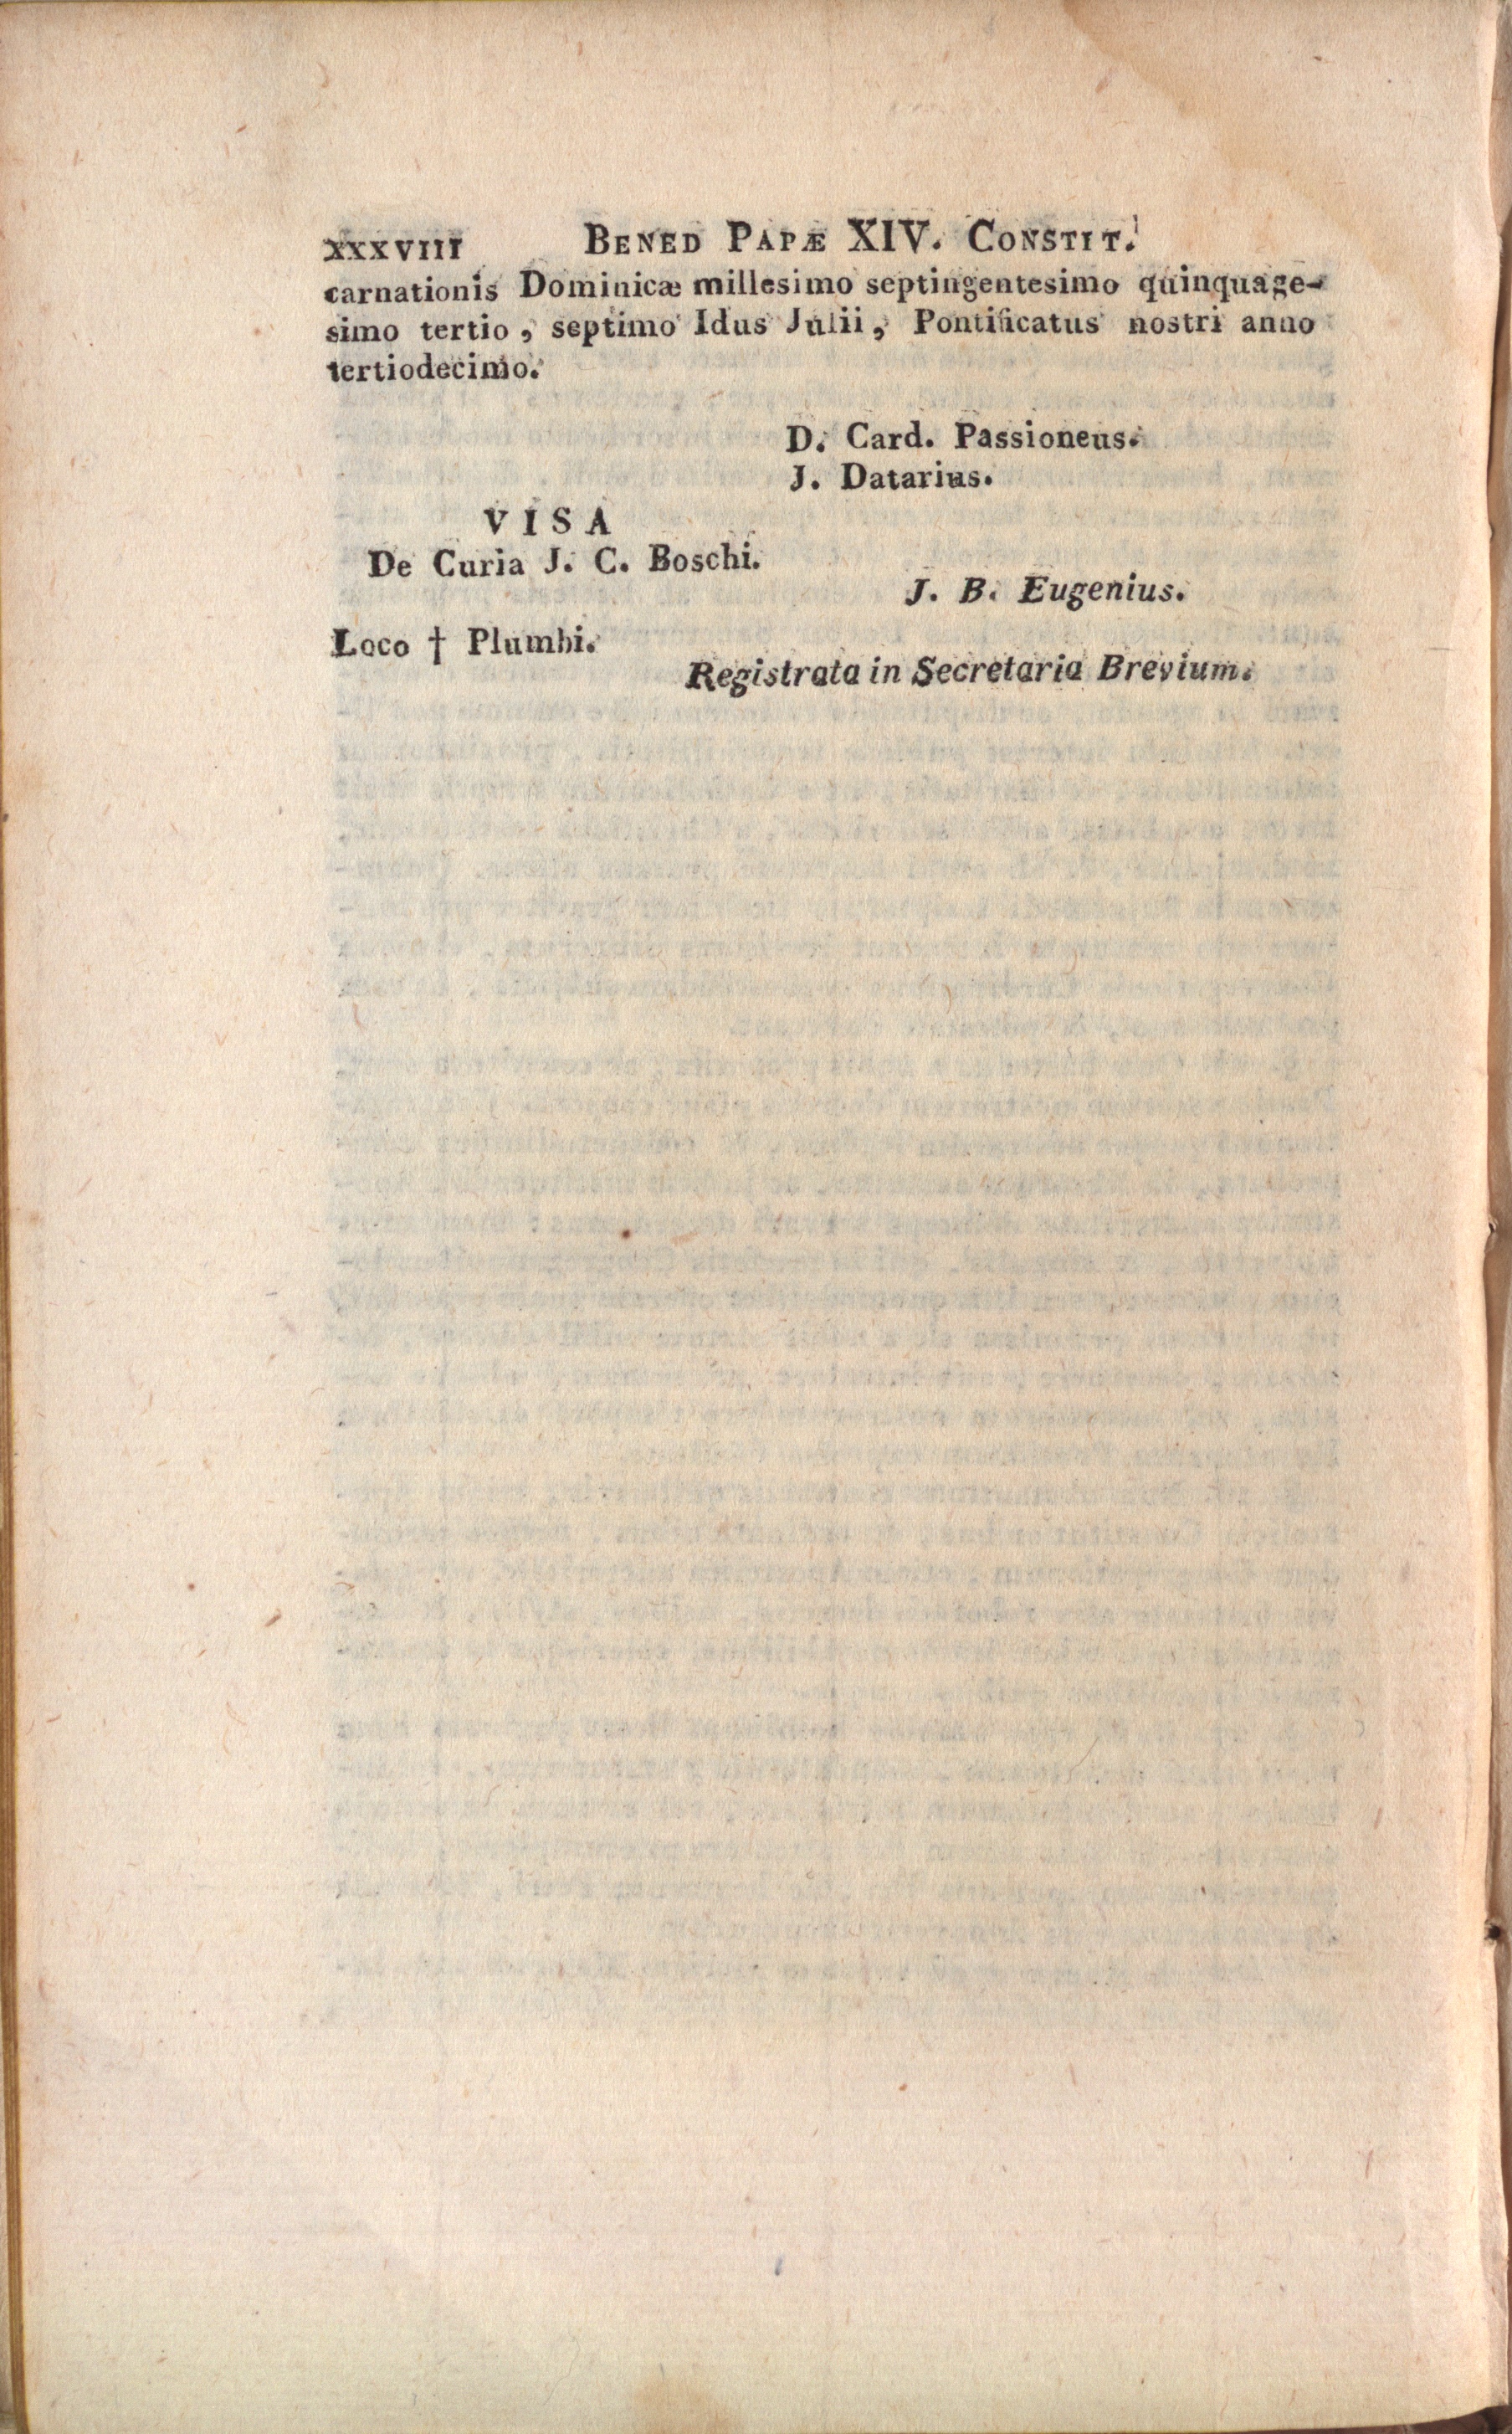 XXXVIII BENED PAPÆ XIV. CONSTIT.
carnationis Dominicæ millesimo septingentesimo quinquage-
simo tertio, septimo Idus Julii, Pontificatus nostri anno
tertiodecimo.
D. Card. Passioneus.
J. Datarius.
VISA
De Curia J. C. Boschi.
J. B. Eugenius.
Loco † Plumbi.
Registrata in Secretaria Brevium.